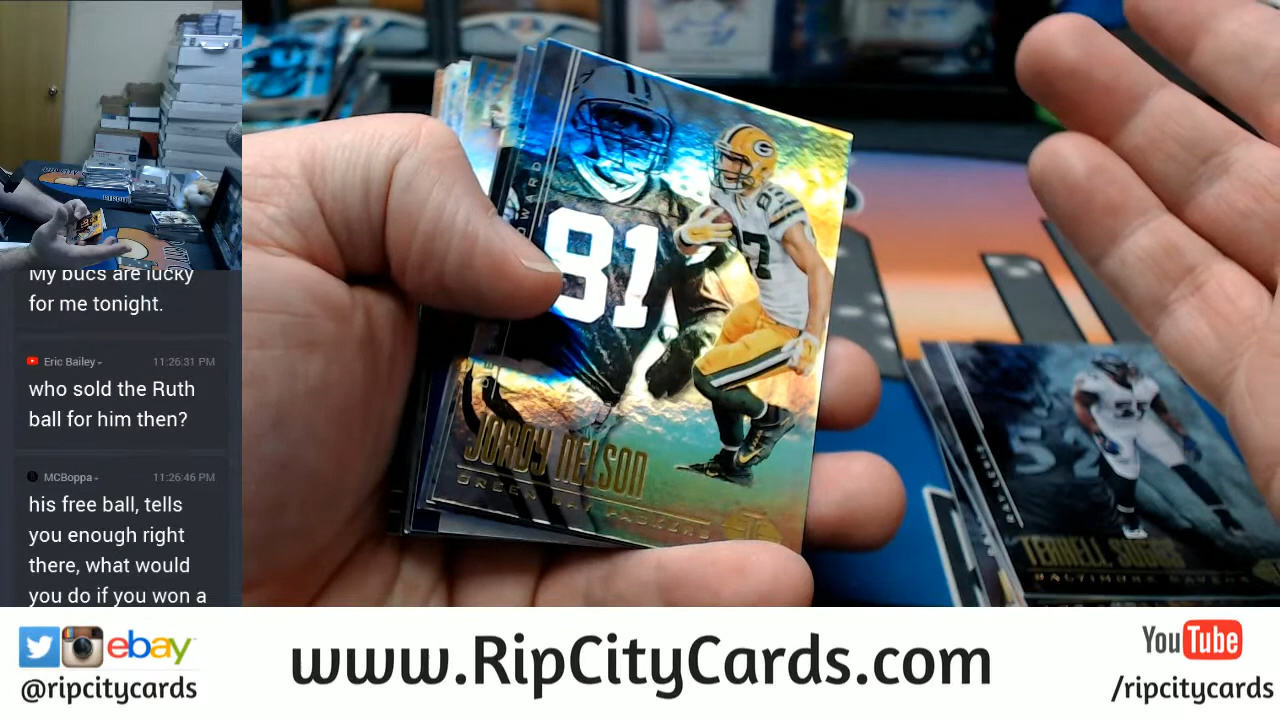 My bucs are lucky
for me tonight.
Eric Bailey
11:26:31 PM
who sold the Ruth
ball for him then?
MCBoppa
11:26:46 PM
his free ball, tells
you enough right
there, what would
you do if you won a
81
G
JORDY NELSON
GREEN BAY PACKERS
52
TERRELL SUGGS
BALTIMORE RAVENS
ebay
@ripcitycards
www.RipCityCards.com
YouTube
/ripcitycards